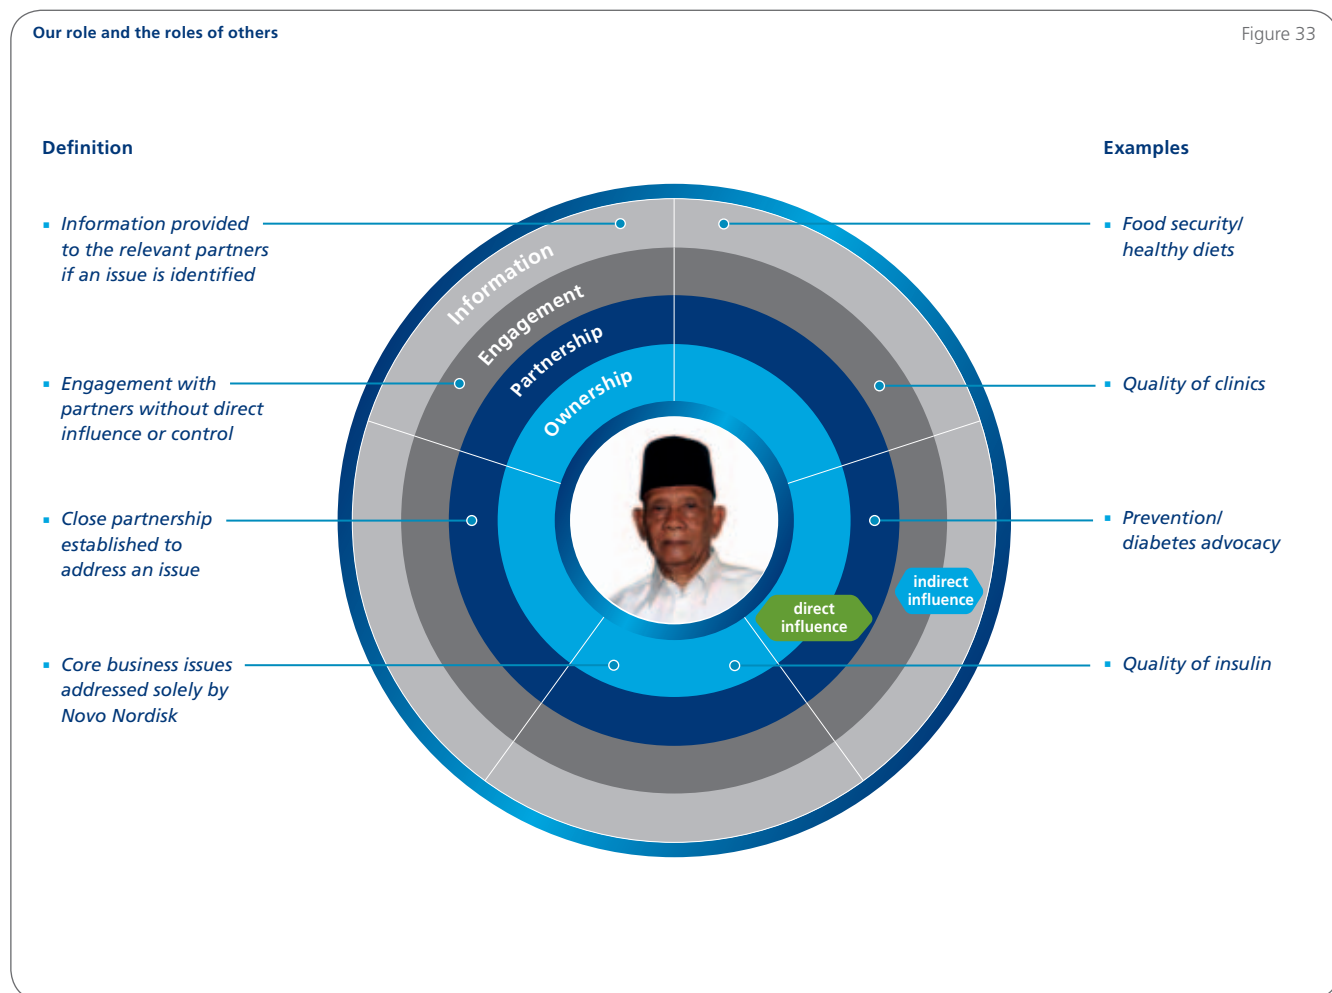 Our role and the roles of others
Figure 33
Definition
Examples
▪ Information provided
to the relevant partners
if an issue is identified
▪ Engagement with
partners without direct
influence or control
▪ Close partnership
established to
address an issue
▪ Core business issues
addressed solely by
Novo Nordisk
Information
Engagement
Partnership
Ownership
direct
influence
indirect
influence
▪ Food security/
healthy diets
▪ Quality of clinics
▪ Prevention/
diabetes advocacy
▪ Quality of insulin